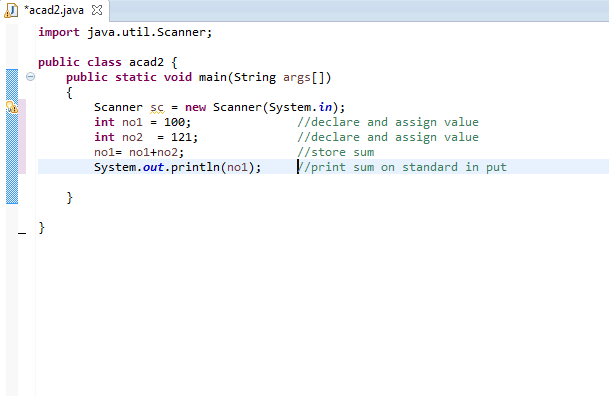 *acad2.java
import java.util.Scanner;
public class acad2 {
public static void main(String args[])
{
Scanner sc = new Scanner(System.in);
int no1 = 100; //declare and assign value
int no2  = 121; //declare and assign value
no1= no1+no2; //store sum
System.out.println(no1); //print sum on standard in put
}
}